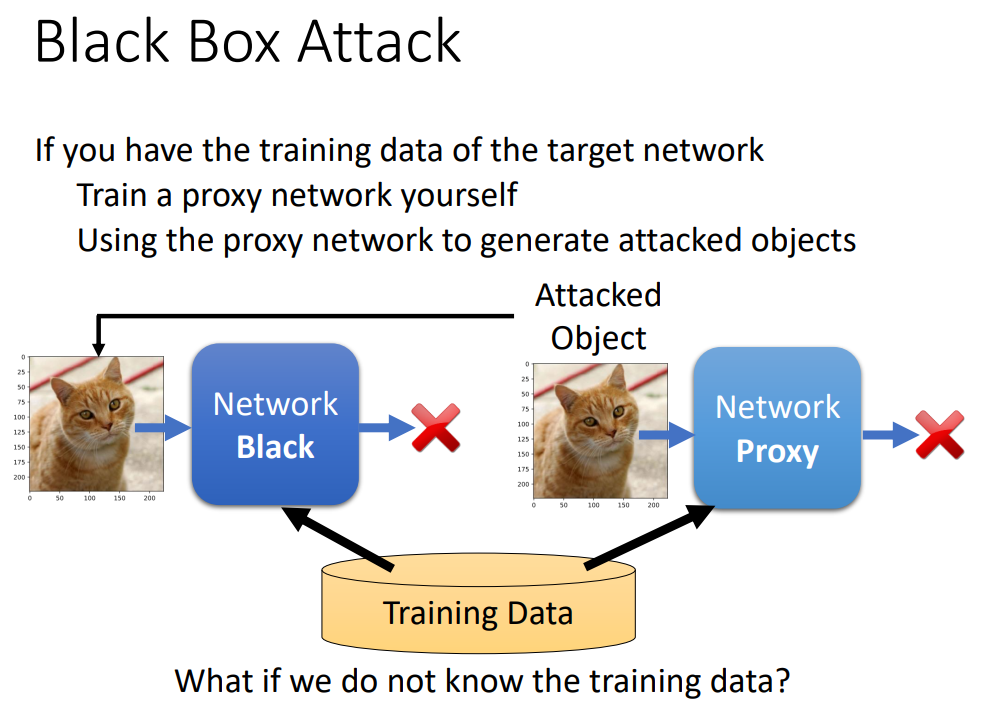 Black Box Attack
If you have the training data of the target network
Train a proxy network yourself
Using the proxy network to generate attacked objects
Attacked
Object
0
25
50
75
100
125
150
175
200
0 50 100 150 200
Network
Black
0
25
50
75
100
125
150
175
200
0 50 100 150 200
Network
Proxy
Training Data
What if we do not know the training data?